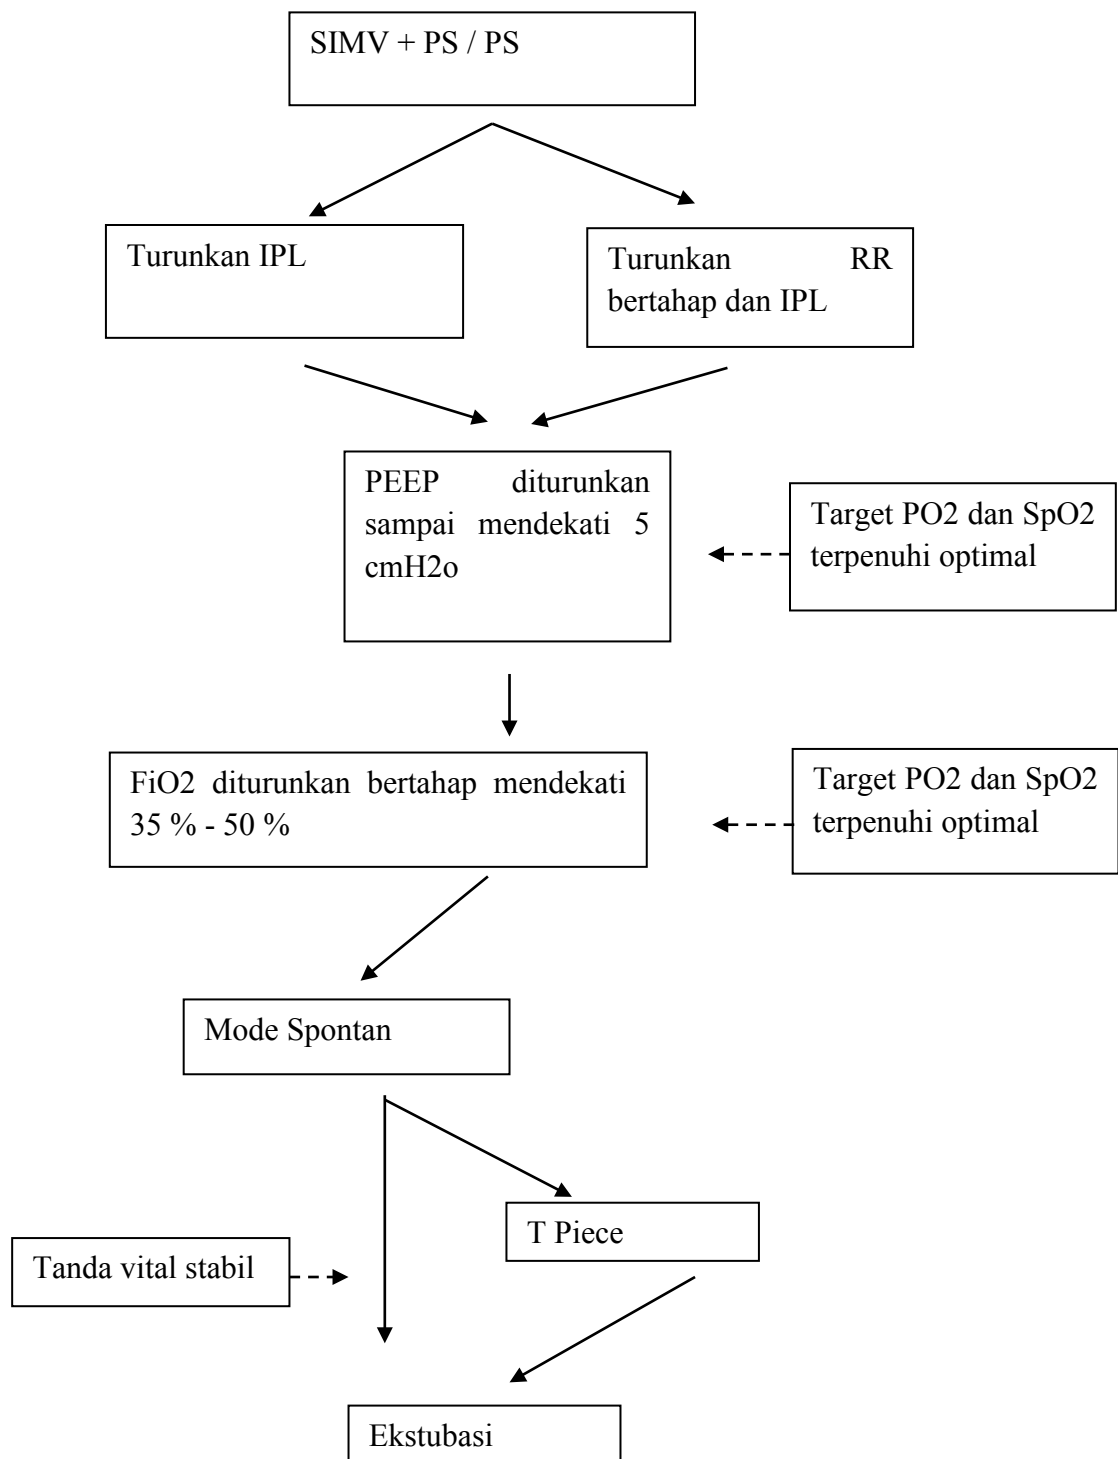 SIMV + PS / PS
Turunkan IPL
Turunkan RR
bertahap dan IPL
PEEP diturunkan
sampai mendekati 5
cmH2o
Target PO2 dan SpO2
terpenuhi optimal
FiO2 diturunkan bertahap mendekati
35 % - 50 %
Target PO2 dan SpO2
terpenuhi optimal
Mode Spontan
T Piece
Tanda vital stabil
Ekstubasi